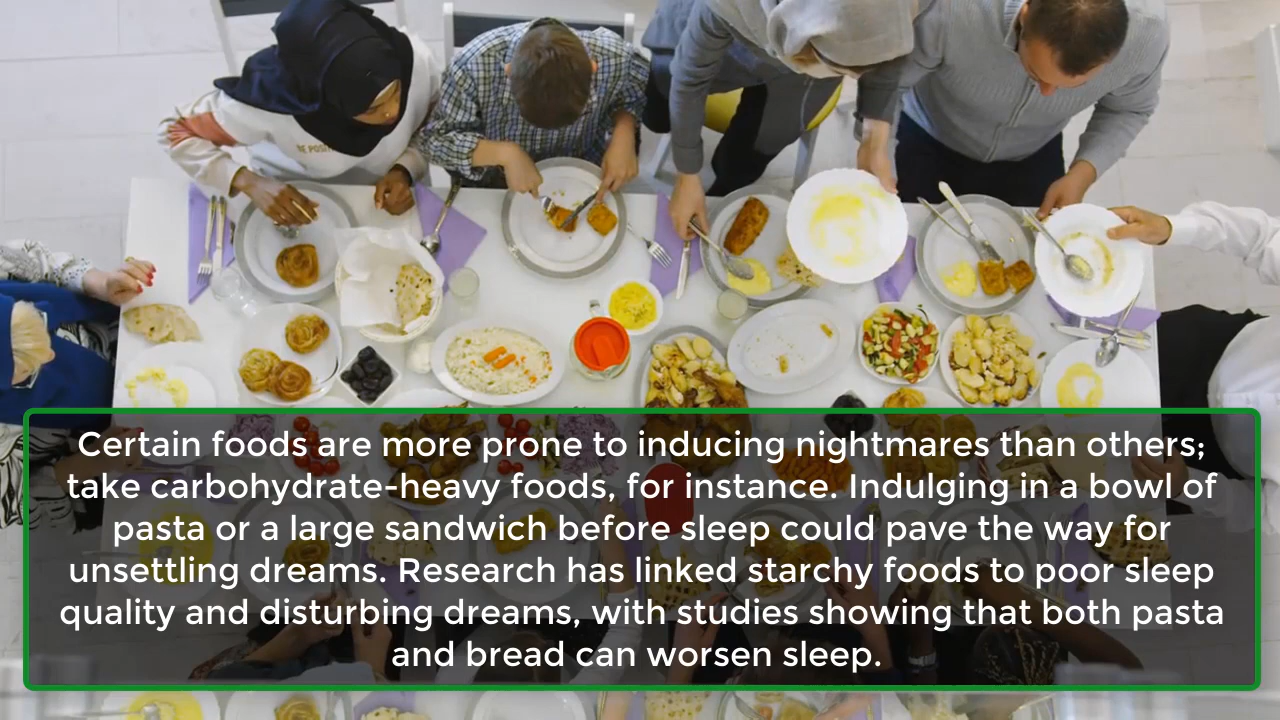 BE POSI
Certain foods are more prone to inducing nightmares than others;
take carbohydrate-heavy foods, for instance. Indulging in a bowl of
pasta or a large sandwich before sleep could pave the way for
unsettling dreams. Research has linked starchy foods to poor sleep
quality and disturbing dreams, with studies showing that both pasta
and bread can worsen sleep.